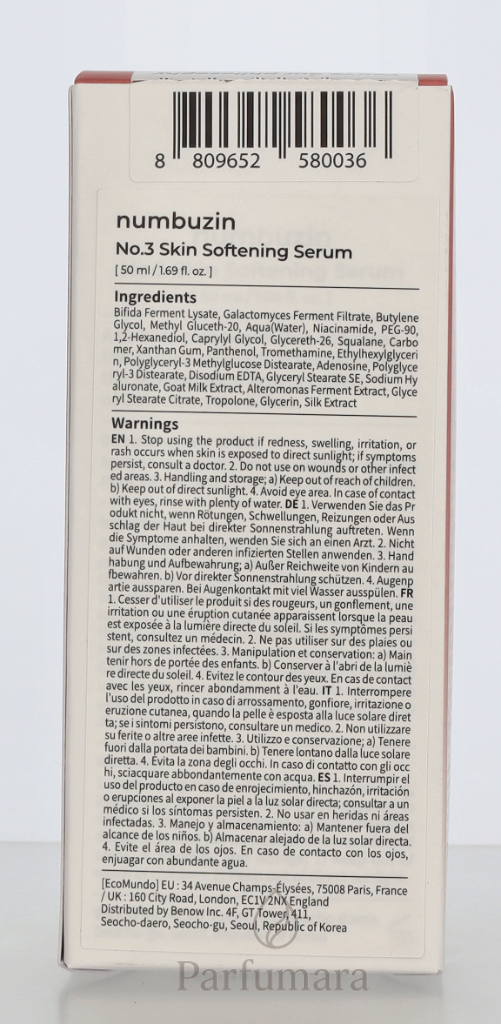 8 809652 580036
numbuzin
No.3 Skin Softening Serum
[ 50 ml / 1.69 fl. oz. ]
Ingredients
Bifida Ferment Lysate, Galactomyces Ferment Filtrate, Butylene
Glycol, Methyl Gluceth-20, Aqua(Water), Niacinamide, PEG-90,
1,2-Hexanediol, Caprylyl Glycol, Glycereth-26, Squalane, Carbo
mer, Xanthan Gum, Panthenol, Tromethamine, Ethylhexylglyceri
n, Polyglyceryl-3 Methylglucose Distearate, Adenosine, Polyglyce
ryl-3 Distearate, Disodium EDTA, Glyceryl Stearate SE, Sodium Hy
aluronate, Goat Milk Extract, Alteromonas Ferment Extract, Glyce
ryl Stearate Citrate, Tropolone, Glycerin, Silk Extract
Warnings
EN 1. Stop using the product if redness, swelling, irritation, or
rash occurs when skin is exposed to direct sunlight; if symptoms
persist, consult a doctor. 2. Do not use on wounds or other infect
ed areas. 3. Handling and storage; a) Keep out of reach of children.
b) Keep out of direct sunlight. 4. Avoid eye area. In case of contact
with eyes, rinse with plenty of water. DE 1. Verwenden Sie das Pr
odukt nicht, wenn Rötungen, Schwellungen, Reizungen oder Aus
schlag der Haut bei direkter Sonnenstrahlung auftreten. Wenn
die Symptome anhalten, wenden Sie sich an einen Arzt. 2. Nicht
auf Wunden oder anderen infizierten Stellen anwenden. 3. Hand
habung und Aufbewahrung; a) Außer Reichweite von Kindern au
fbewahren. b) Vor direkter Sonnenstrahlung schützen. 4. Augenp
artie aussparen. Bei Augenkontakt mit viel Wasser ausspülen. FR
1. Cesser d'utiliser le produit si des rougeurs, un gonflement, une
irritation ou une éruption cutanée apparaissent lorsque la peau
est exposée à la lumière directe du soleil. Si les symptômes persi
stent, consultez un médecin. 2. Ne pas utiliser sur des plaies ou
sur des zones infectées. 3. Manipulation et conservation: a) Main
tenir hors de portée des enfants. b) Conserver à l'abri de la lumiè
re directe du soleil. 4. Evitez le contour des yeux. En cas de contact
avec les yeux, rincer abondamment à l'eau. IT 1. Interrompere
l'uso del prodotto in caso di arrossamento, gonfiore, irritazione o
eruzione cutanea, quando la pelle è esposta alla luce solare diret
ta; se i sintomi persistono, consultare un medico. 2. Non utilizzare
su ferite o altre aree infette. 3. Utilizzo e conservazione; a) Tenere
fuori dalla portata dei bambini. b) Tenere lontano dalla luce solare
diretta. 4. Évita la zona degli occhi. In caso di contatto con gli occ
hi, sciacquare abbondantemente con acqua. ES 1. Interrumpir el
uso del producto en caso de enrojecimiento, hinchazón, irritación
o erupciones al exponer la piel a la luz solar directa; consultar a un
médico si los síntomas persisten. 2. No usar en heridas ni áreas
infectadas. 3. Manejo y almacenamiento: a) Mantener fuera del
alcance de los niños. b) Almacenar alejado de la luz solar directa.
4. Evite el área de los ojos. En caso de contacto con los ojos,
enjuagar con abundante agua.
[EcoMundo] EU : 34 Avenue Champs-Élysées, 75008 Paris, France
/ UK : 160 City Road, London, EC1V 2NX England
Distributed by Benow Inc. 4F, GT Tower, 411,
Seocho-daero, Seocho-gu, Seoul, Republic of Korea
Parfumara